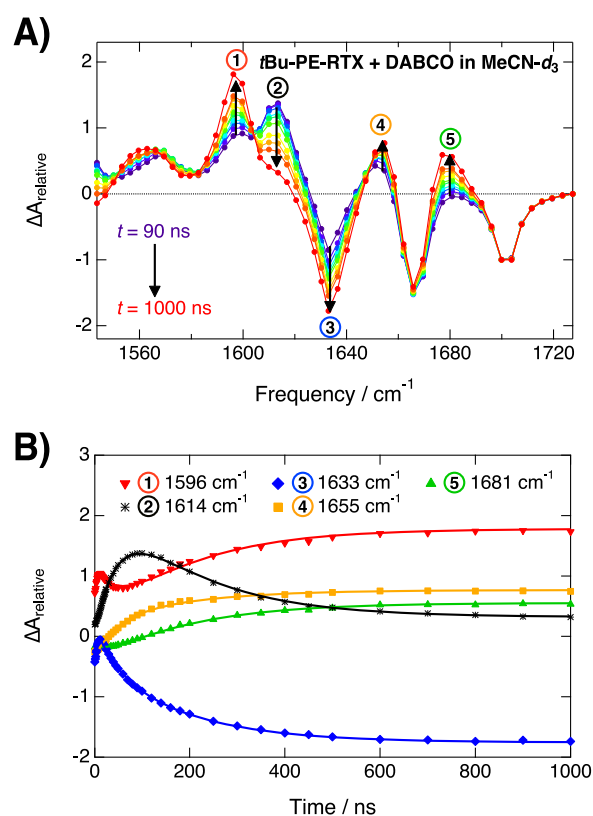 A)
tBu-PE-RTX + DABCO in MeCN-d3
1 2 3 4 5
2
1
0
-1
-2
ΔArelative
t = 90 ns
t = 1000 ns
1560 1600 1640 1680 1720
Frequency / cm-1
B)
3
2
1
0
-1
-2
ΔArelative
1 1596 cm-1 3 1633 cm-1 5 1681 cm-1
2 1614 cm-1 4 1655 cm-1
0 200 400 600 800 1000
Time / ns